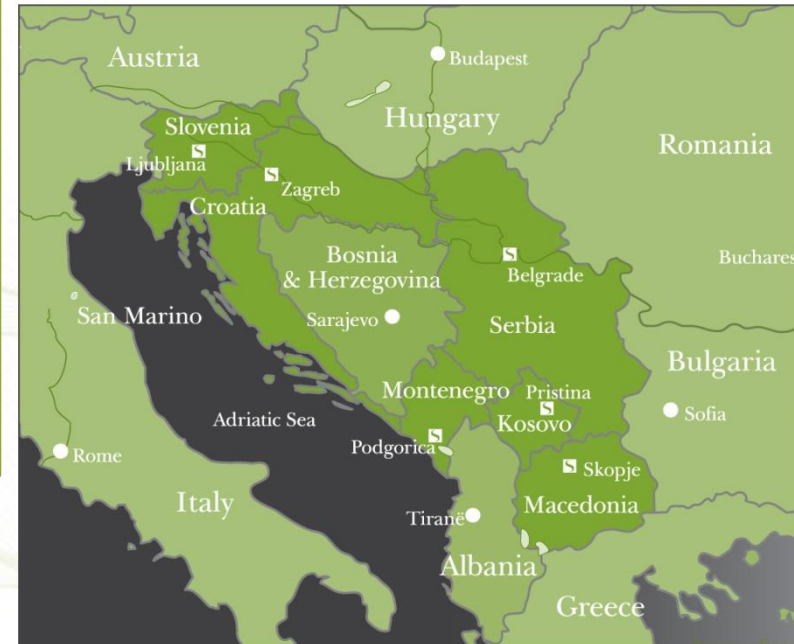 Austria
Budapest
Hungary
Slovenia
Ljubljana
S
S
Zagreb
Croatia
Romania
Bosnia
& Herzegovina
Sarajevo
S
Belgrade
Serbia
Buchares
San Marino
Adriatic Sea
Montenegro
Pristina
S
Kosovo
Bulgaria
Sofia
Podgorica
S
Rome
Italy
S
Skopje
Macedonia
Tiranë
Albania
Greece